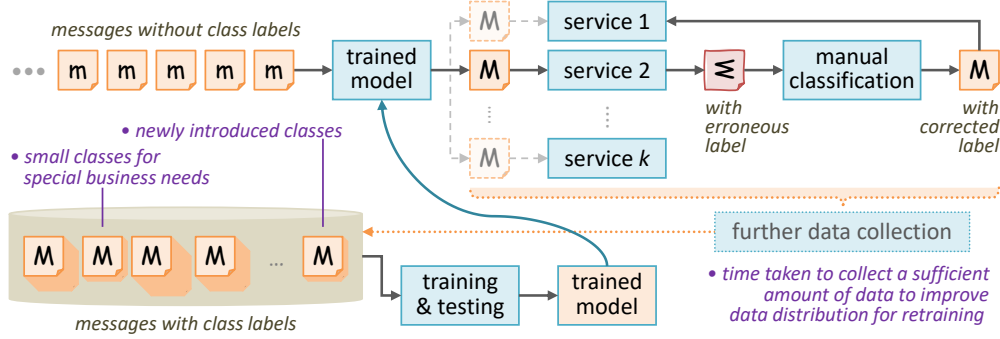 messages without class labels
m m m m m
trained
model
M
M
M
service 1
service 2
service k
M
manual
classification
M
with
erroneous
label
with
corrected
label
• newly introduced classes
• small classes for
special business needs
M M M M ... M
messages with class labels
training
& testing
trained
model
further data collection
• time taken to collect a sufficient
amount of data to improve
data distribution for retraining